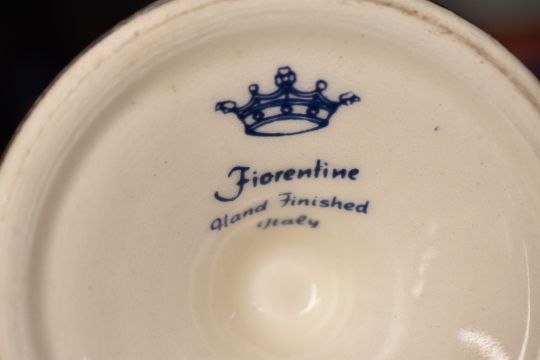 Fiorentine
Hand Finished
Italy